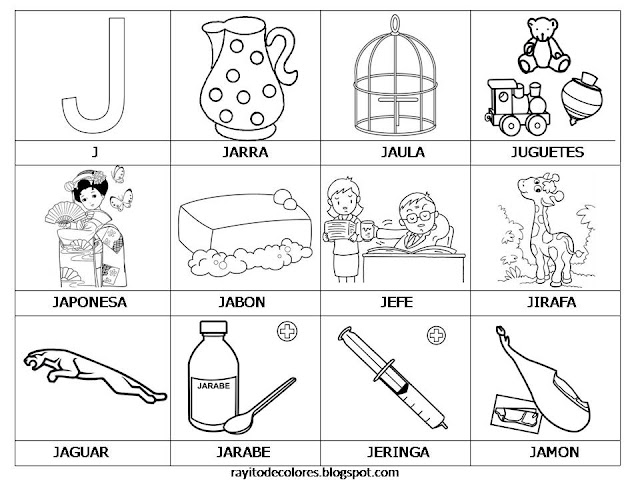 J
J
JARRA
JAULA
JUGUETES
JAPONESA
JABON
JEFE
JIRAFA
JARABE
JAGUAR
JARABE
JERINGA
JAMON
rayitodecolores.blogspot.com